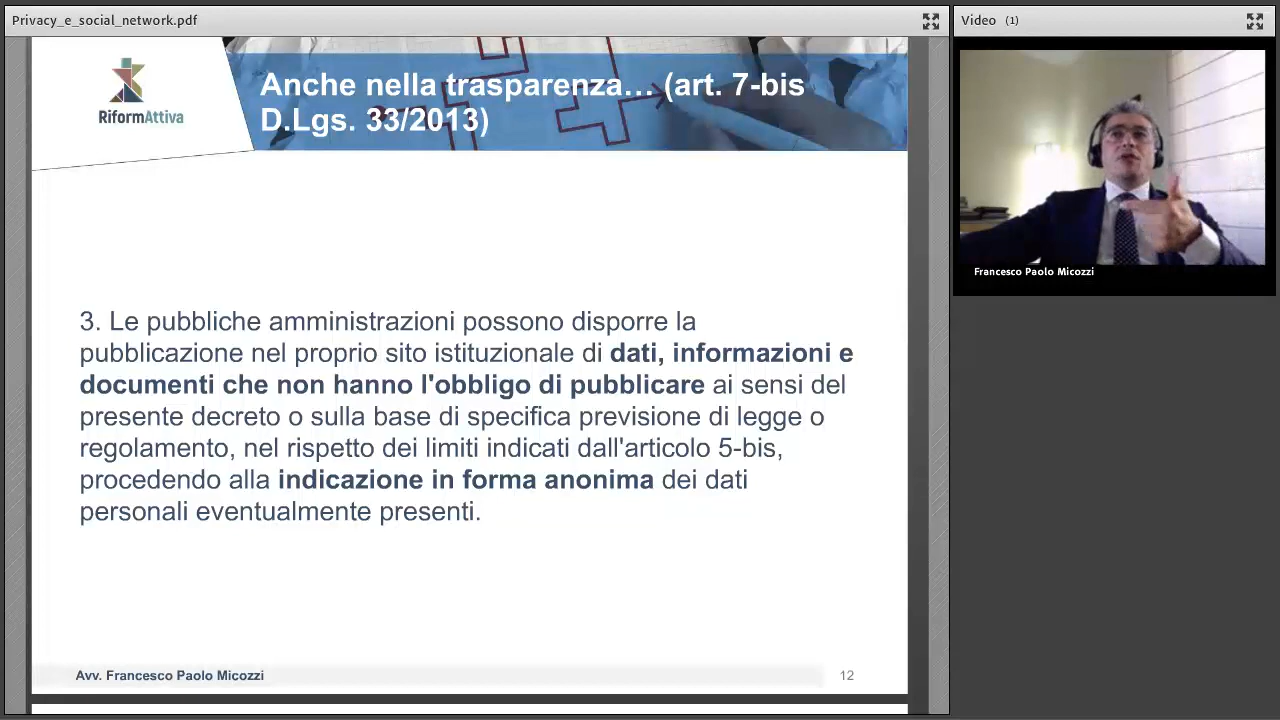 Privacy_e_social_network.pdf
Video (1)
RiformAttiva
Anche nella trasparenza… (art. 7-bis
D.Lgs. 33/2013)
Francesco Paolo Micozzi
3. Le pubbliche amministrazioni possono disporre la
pubblicazione nel proprio sito istituzionale di dati, informazioni e
documenti che non hanno l'obbligo di pubblicare ai sensi del
presente decreto o sulla base di specifica previsione di legge o
regolamento, nel rispetto dei limiti indicati dall'articolo 5-bis,
procedendo alla indicazione in forma anonima dei dati
personali eventualmente presenti.
Avv. Francesco Paolo Micozzi
12